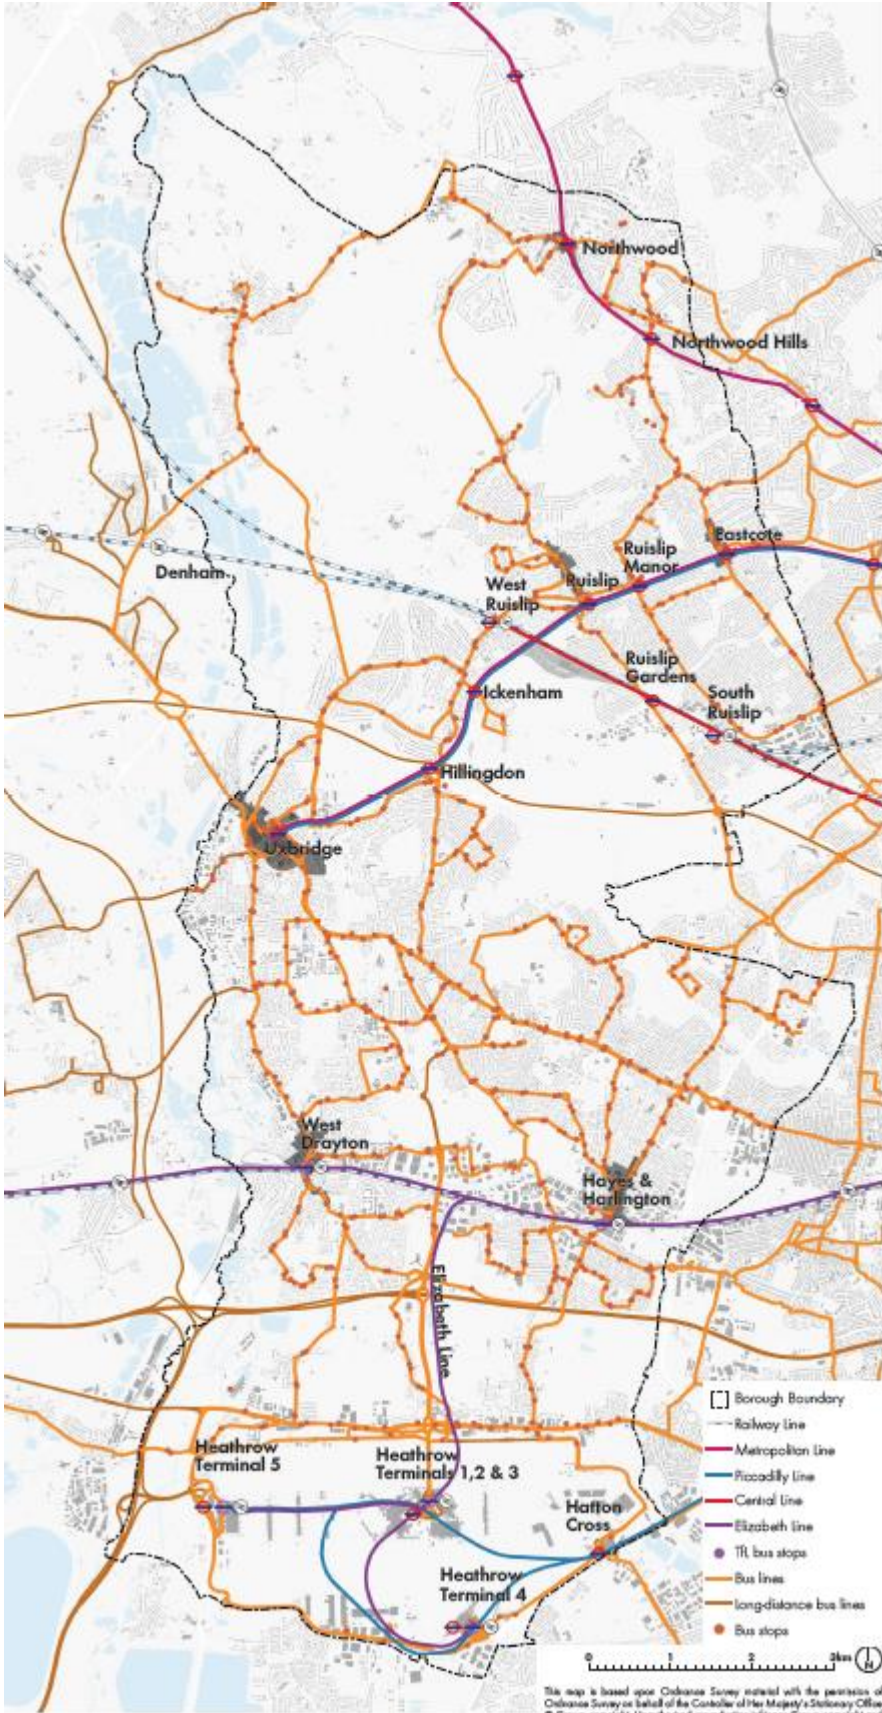 Northwood
Northwood Hills
Eastcote
Ruislip
Manor
Denham
Ruislip
West
Ruislip
Ruislip
Gardens
South
Ruislip
Ickenham
Hillingdon
Uxbridge
West
Drayton
Hayes &
Harlington
Elizabeth Line
Heathrow
Terminal 5
Heathrow
Terminals 1,2 & 3
Hatton
Cross
Heathrow
Terminal 4
Borough Boundary
Railway Line
Metropolitan Line
Piccadilly Line
Central Line
Elizabeth Line
TfL bus stops
Bus lines
Long-distance bus lines
Bus stops
0 1 2 3km
N
This map is based upon Ordnance Survey material with the permission of
Ordnance Survey on behalf of the Controller of Her Majesty's Stationary Office